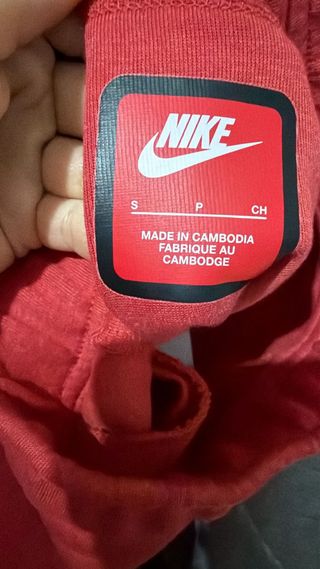 NIKE
S P CH
MADE IN CAMBODIA
FABRIQUE AU
CAMBODGE